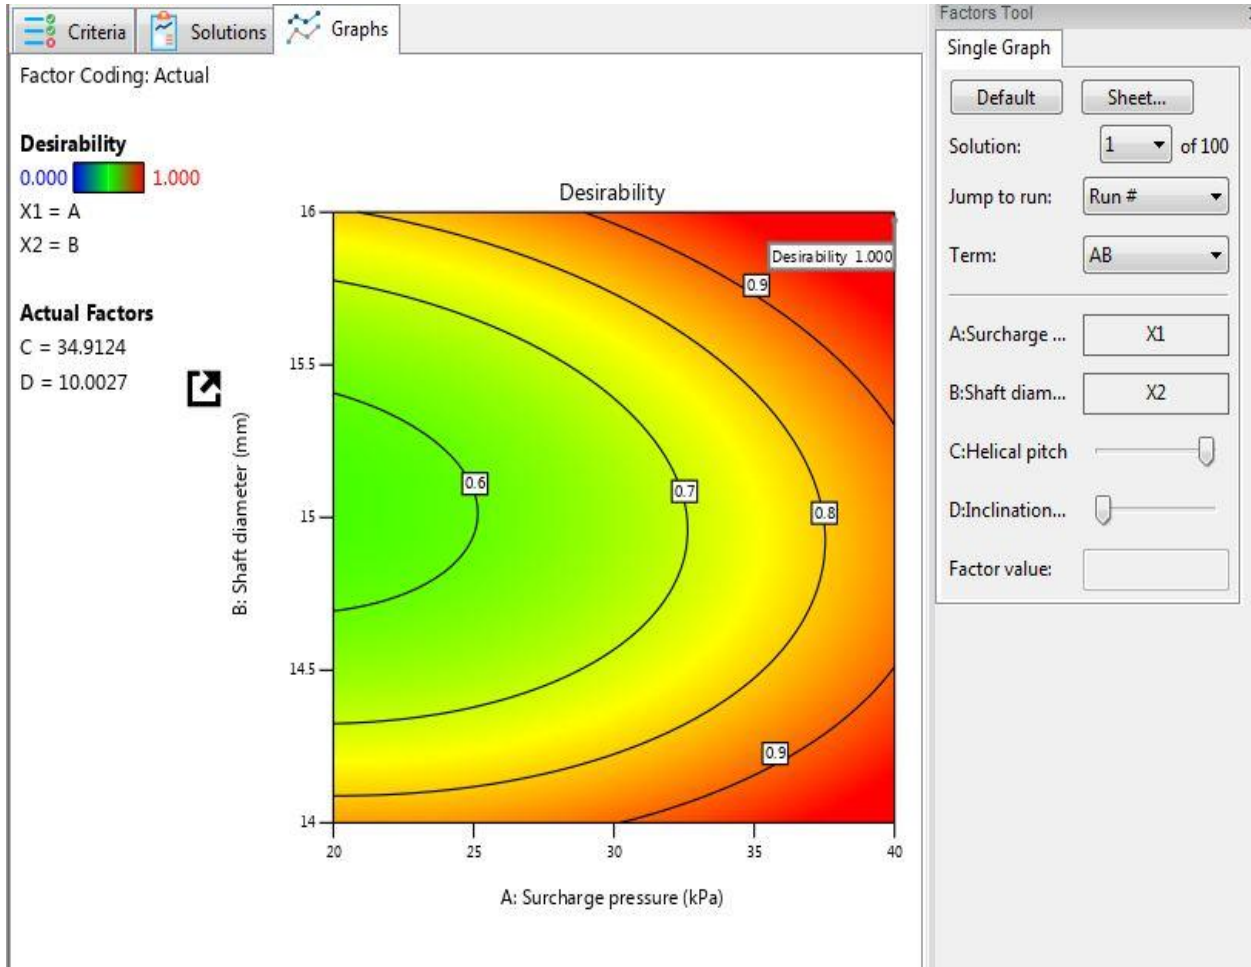 Criteria
Solutions
Graphs
Factor Coding: Actual
Desirability
0.000 1.000
X1 = A
X2 = B
Actual Factors
C = 34.9124
D = 10.0027
Desirability
Desirability 1.000
0.9
0.6
0.7
0.8
0.9
16
15.5
15
14.5
14
B: Shaft diameter (mm)
20 25 30 35 40
A: Surcharge pressure (kPa)
Factors Tool
Single Graph
Default Sheet...
Solution: 1 of 100
Jump to run: Run #
Term: AB
A:Surcharge ... X1
B:Shaft diam... X2
C:Helical pitch
D:Inclination...
Factor value: